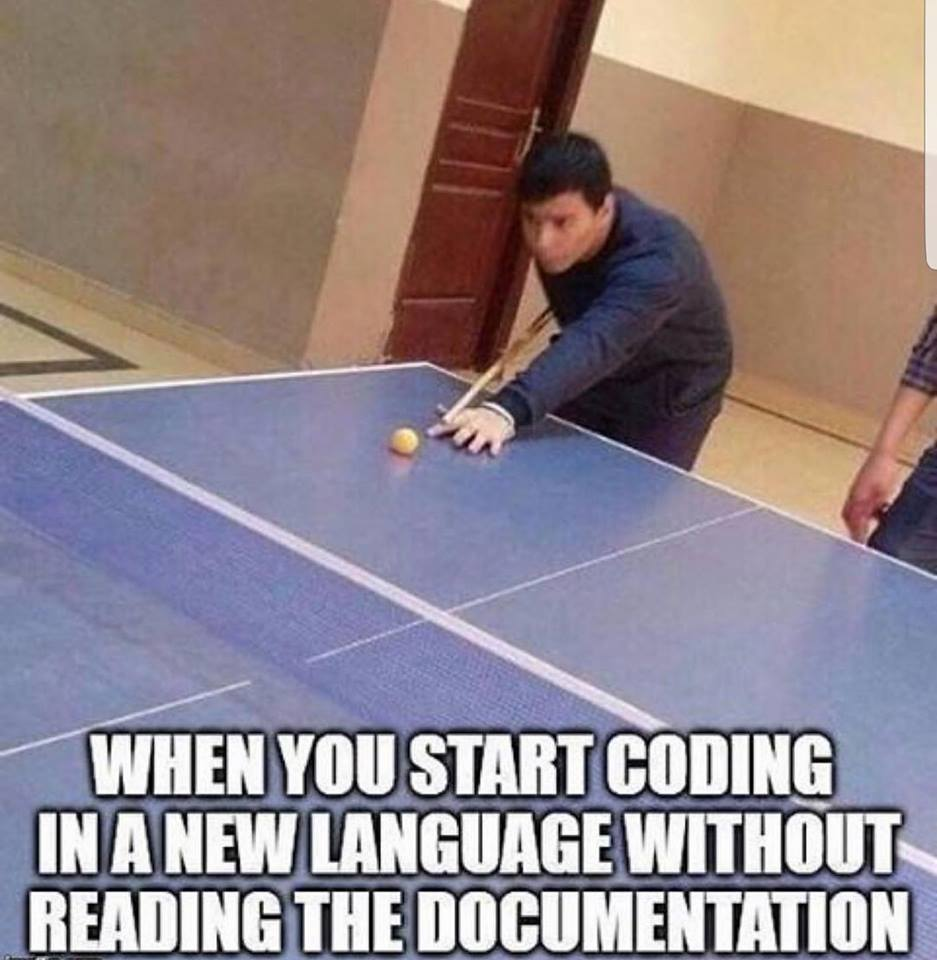 WHEN YOU START CODING
IN A NEW LANGUAGE WITHOUT
READING THE DOCUMENTATION